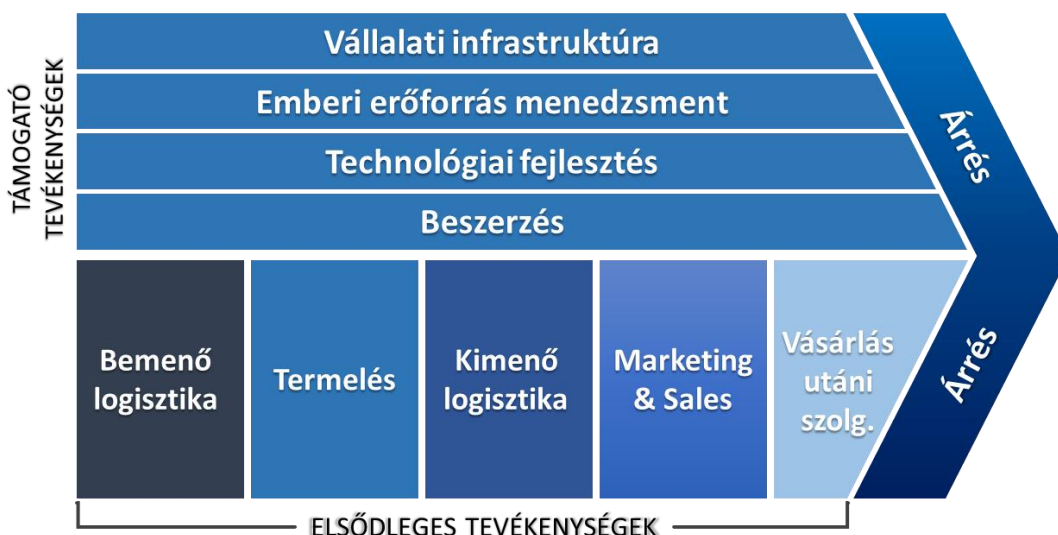 TÁMOGATÓ
TEVÉKENYSÉGEK
Vállalati infrastruktúra
Emberi erőforrás menedzsment
Technológiai fejlesztés
Beszerzés
Árrés
Bemenő
logisztika
Termelés
Kimenő
logisztika
Marketing
& Sales
Vásárlás
utáni
szolg.
Árrés
ELSŐDLEGES TEVÉKENYSÉGEK